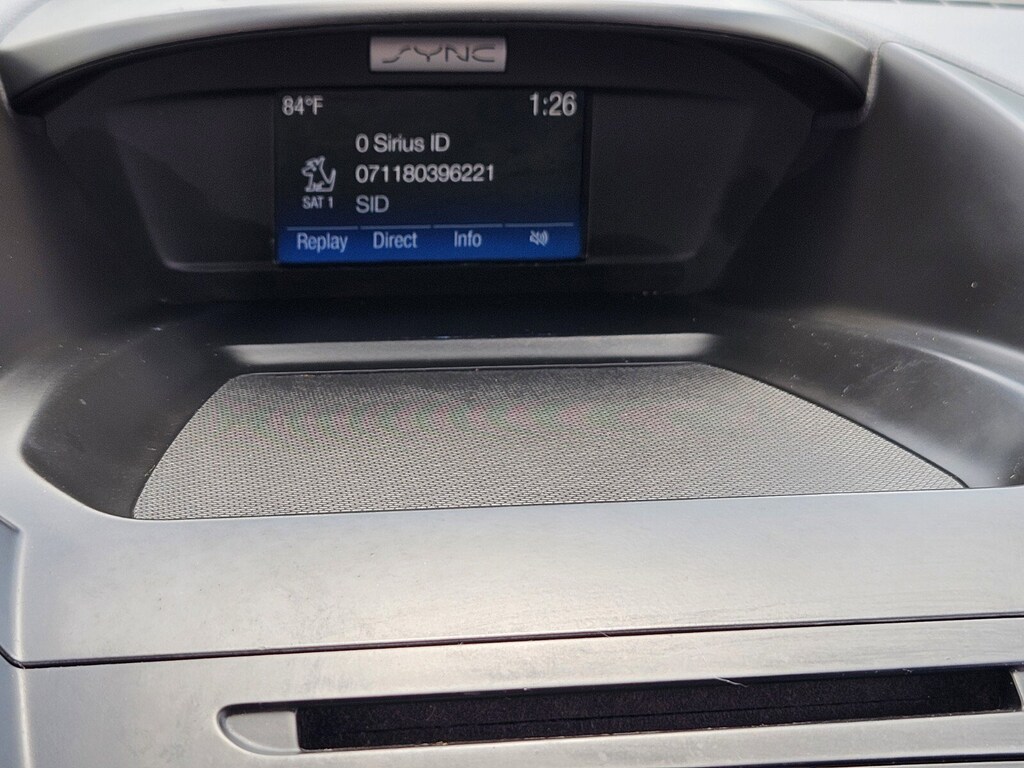 SYNC
84°F 1:26
0 Sirius ID
071180396221
SAT 1 SID
Replay Direct Info